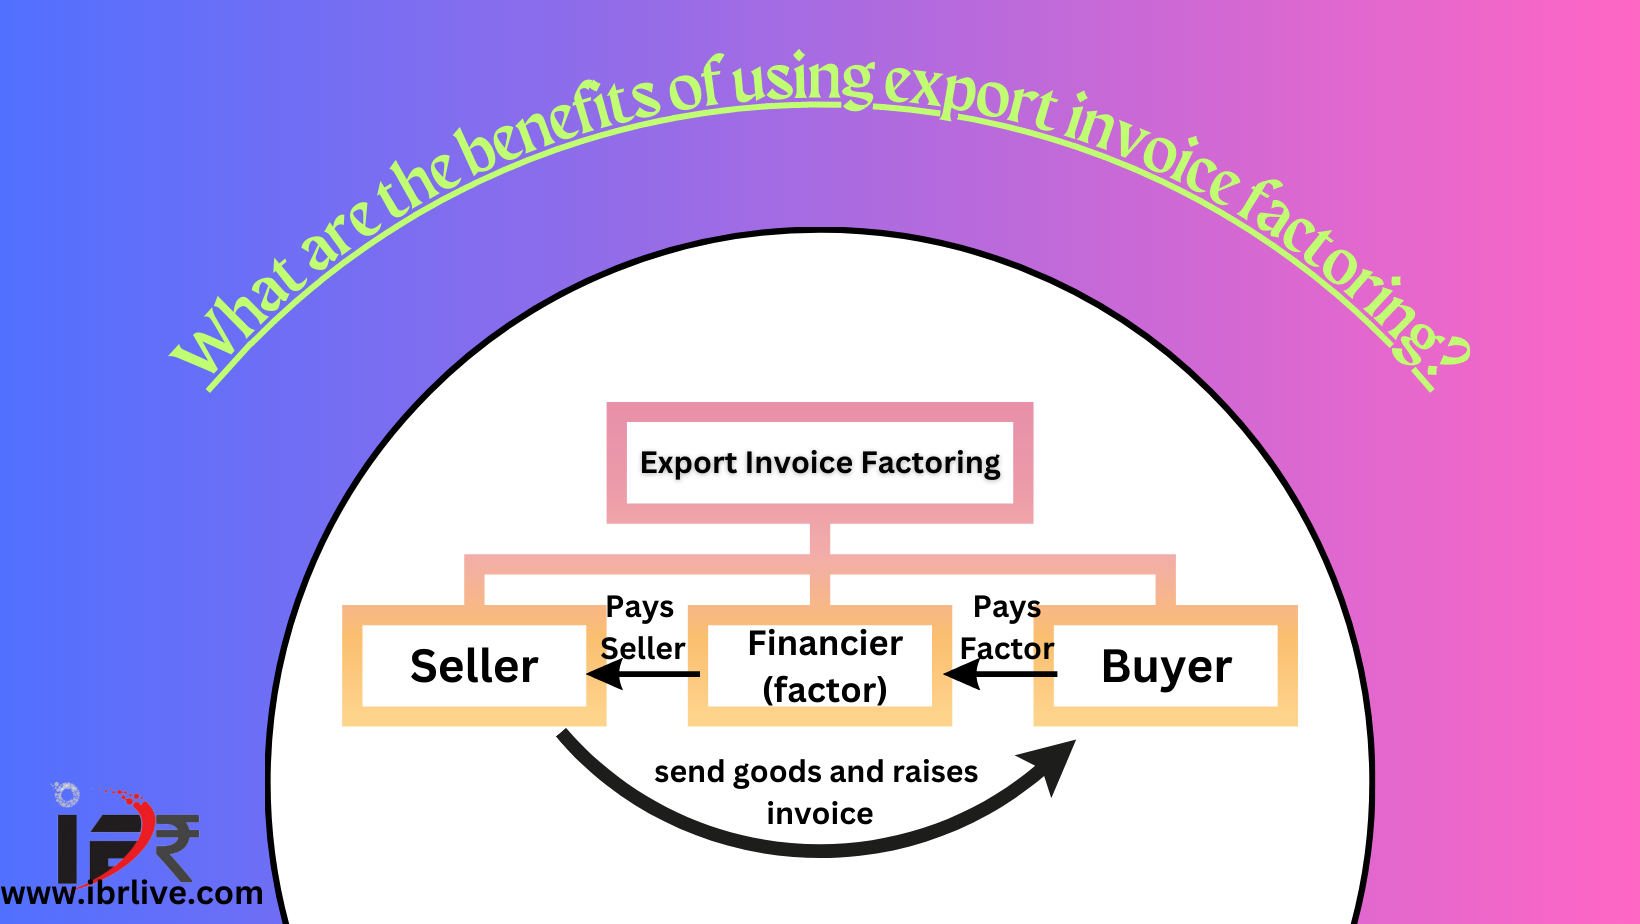 What are the benefits of using export invoice factoring?
Export Invoice Factoring
Pays
Seller
Pays
Factor
Seller
Financier
(factor)
Buyer
send goods and raises
invoice
IBR
www.ibrlive.com